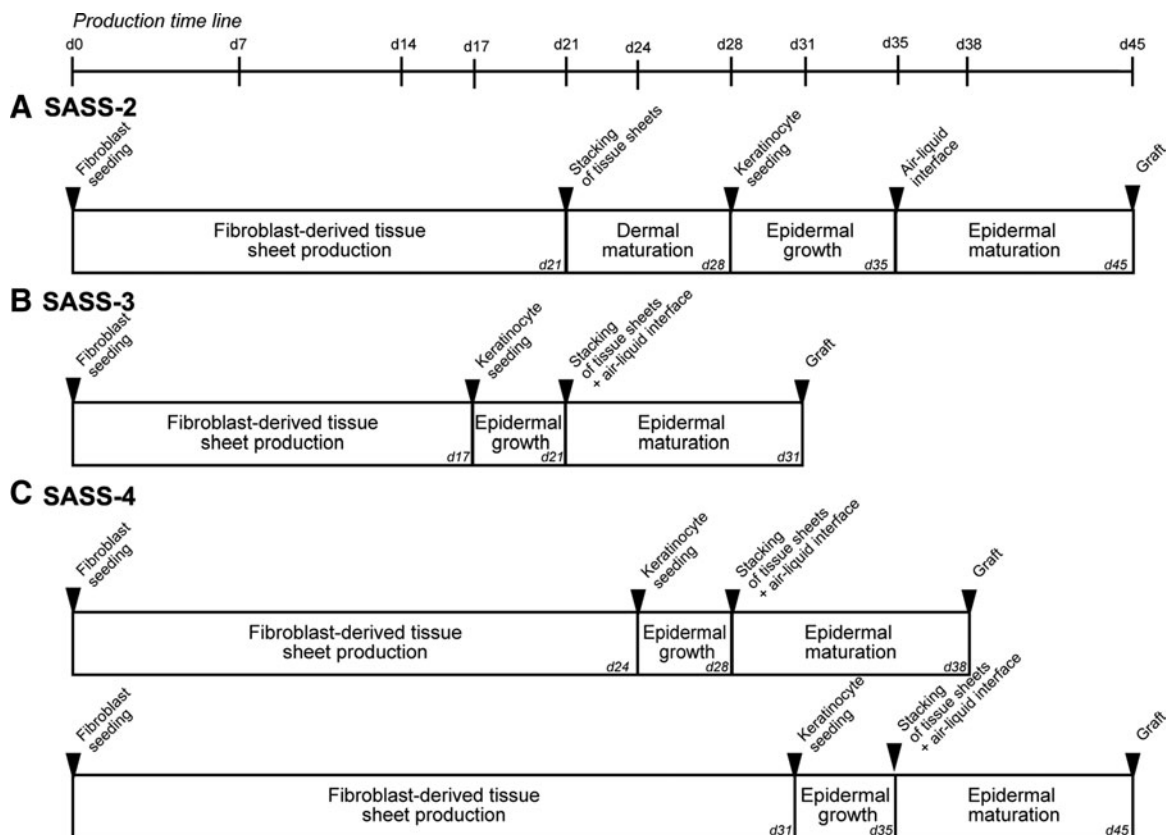 Production time line
d0 d7 d14 d17 d21 d24 d28 d31 d35 d38 d45
A SASS-2
Fibroblast
seeding
Stacking
of tissue sheets
Keratinocyte
seeding
Air-liquid
interface
Graft
Fibroblast-derived tissue
sheet production
d21
Dermal
maturation
d28
Epidermal
growth
d35
Epidermal
maturation
d45
B SASS-3
Fibroblast
seeding
Keratinocyte
seeding
Stacking
of tissue sheets
+ air-liquid interface
Graft
Fibroblast-derived tissue
sheet production
d17
Epidermal
growth
d21
Epidermal
maturation
d31
C SASS-4
Fibroblast
seeding
Keratinocyte
seeding
Stacking
of tissue sheets
+ air-liquid interface
Graft
Fibroblast-derived tissue
sheet production
d24
Epidermal
growth
d28
Epidermal
maturation
d38
Fibroblast
seeding
Keratinocyte
seeding
Stacking
of tissue sheets
+ air-liquid interface
Graft
Fibroblast-derived tissue
sheet production
d31
Epidermal
growth
d35
Epidermal
maturation
d45